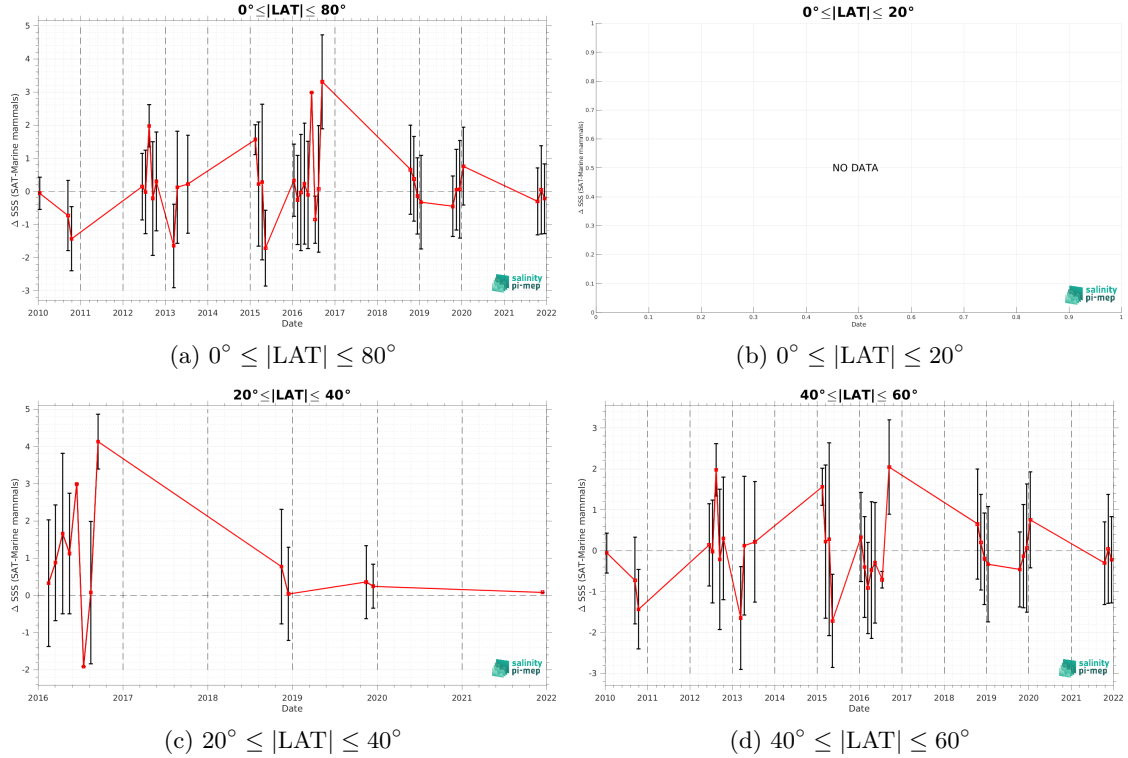 0°≤|LAT|≤ 80°
5
4
3
2
1
0
-1
-2
-3
Δ SSS (SAT-Marine mammals)
2010 2011 2012 2013 2014 2015 2016 2017 2018 2019 2020 2021 2022
Date
salinity
pi-mep
(a) 0° ≤ |LAT| ≤ 80°
0°≤|LAT|≤ 20°
1
0.9
0.8
0.7
0.6
0.5
0.4
0.3
0.2
0.1
0
Δ SSS (SAT-Marine mammals)
NO DATA
0 0.1 0.2 0.3 0.4 0.5 0.6 0.7 0.8 0.9 1
Date
salinity
pi-mep
(b) 0° ≤ |LAT| ≤ 20°
20°≤|LAT|≤ 40°
5
4
3
2
1
0
-1
-2
Δ SSS (SAT-Marine mammals)
2016 2017 2018 2019 2020 2021 2022
Date
salinity
pi-mep
(c) 20° ≤ |LAT| ≤ 40°
40°≤|LAT|≤ 60°
3
2
1
0
-1
-2
-3
Δ SSS (SAT-Marine mammals)
2010 2011 2012 2013 2014 2015 2016 2017 2018 2019 2020 2021 2022
Date
salinity
pi-mep
(d) 40° ≤ |LAT| ≤ 60°